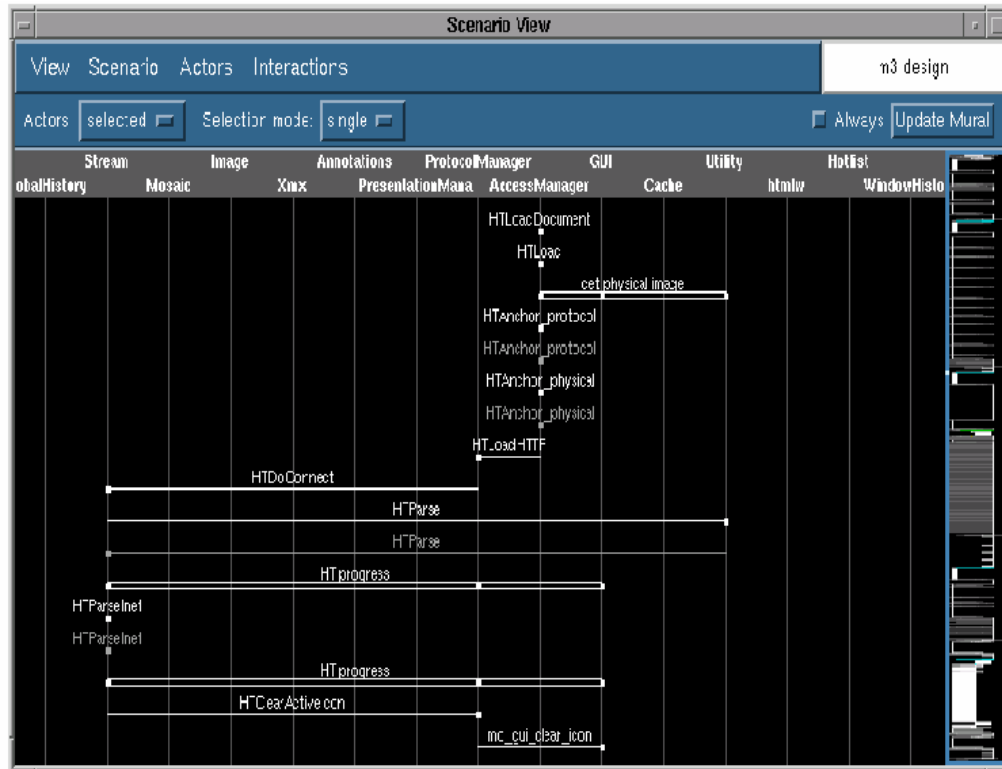 Scenario View
View Scenario Actors Interactions m3 design
Actors selected Selection mode: single Always Update Mural
Stream Image Annotations ProtocolManager GUI Utility Hotlist
obalHistory Mosaic Xmx PresentationMana AccessManager Cache htmlw WindowHisto
HTLoadDocument
HTLoad
get physical image
HTAnchor_protocol
HTAnchor_protocol
HTAnchor_physical
HTAnchor_physical
HTLoadHTTP
HTDoConnect
HTParse
HTParse
HTprogress
HTParseInet
HTParseInet
HTprogress
HTClearActiveIcon
mo_gui_clear_icon